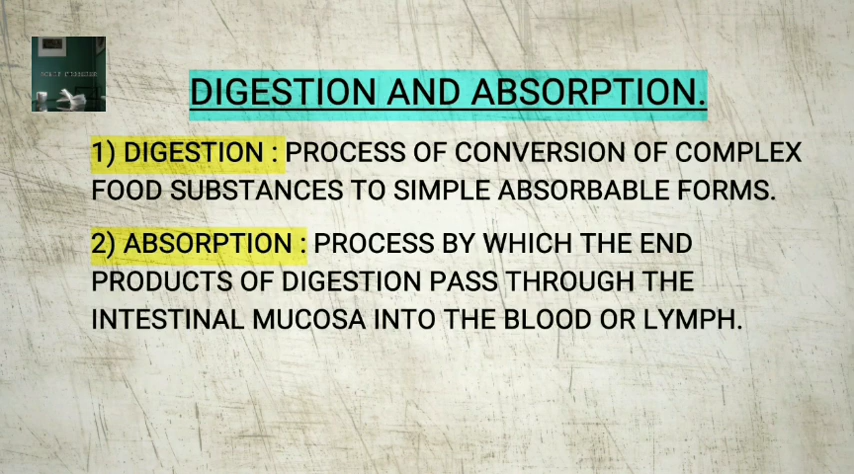 DIGESTION AND ABSORPTION.
1) DIGESTION : PROCESS OF CONVERSION OF COMPLEX
FOOD SUBSTANCES TO SIMPLE ABSORBABLE FORMS.
2) ABSORPTION : PROCESS BY WHICH THE END
PRODUCTS OF DIGESTION PASS THROUGH THE
INTESTINAL MUCOSA INTO THE BLOOD OR LYMPH.